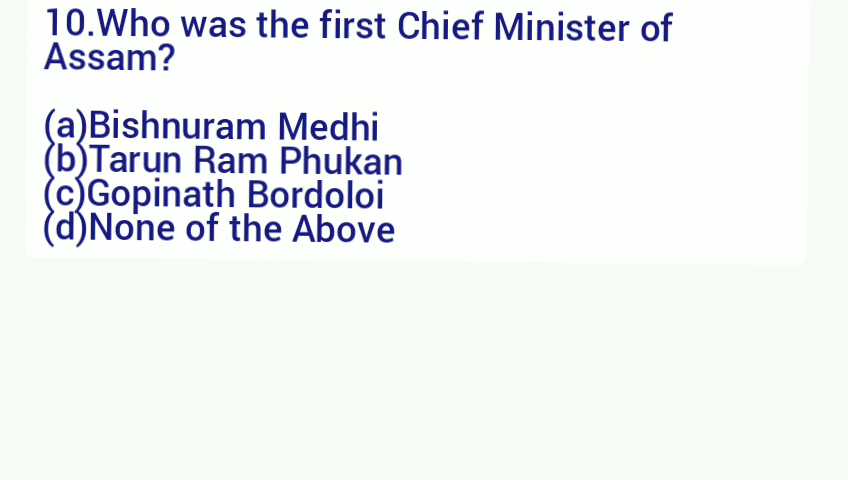 10.Who was the first Chief Minister of
Assam?
(a)Bishnuram Medhi
(b)Tarun Ram Phukan
(c)Gopinath Bordoloi
(d)None of the Above